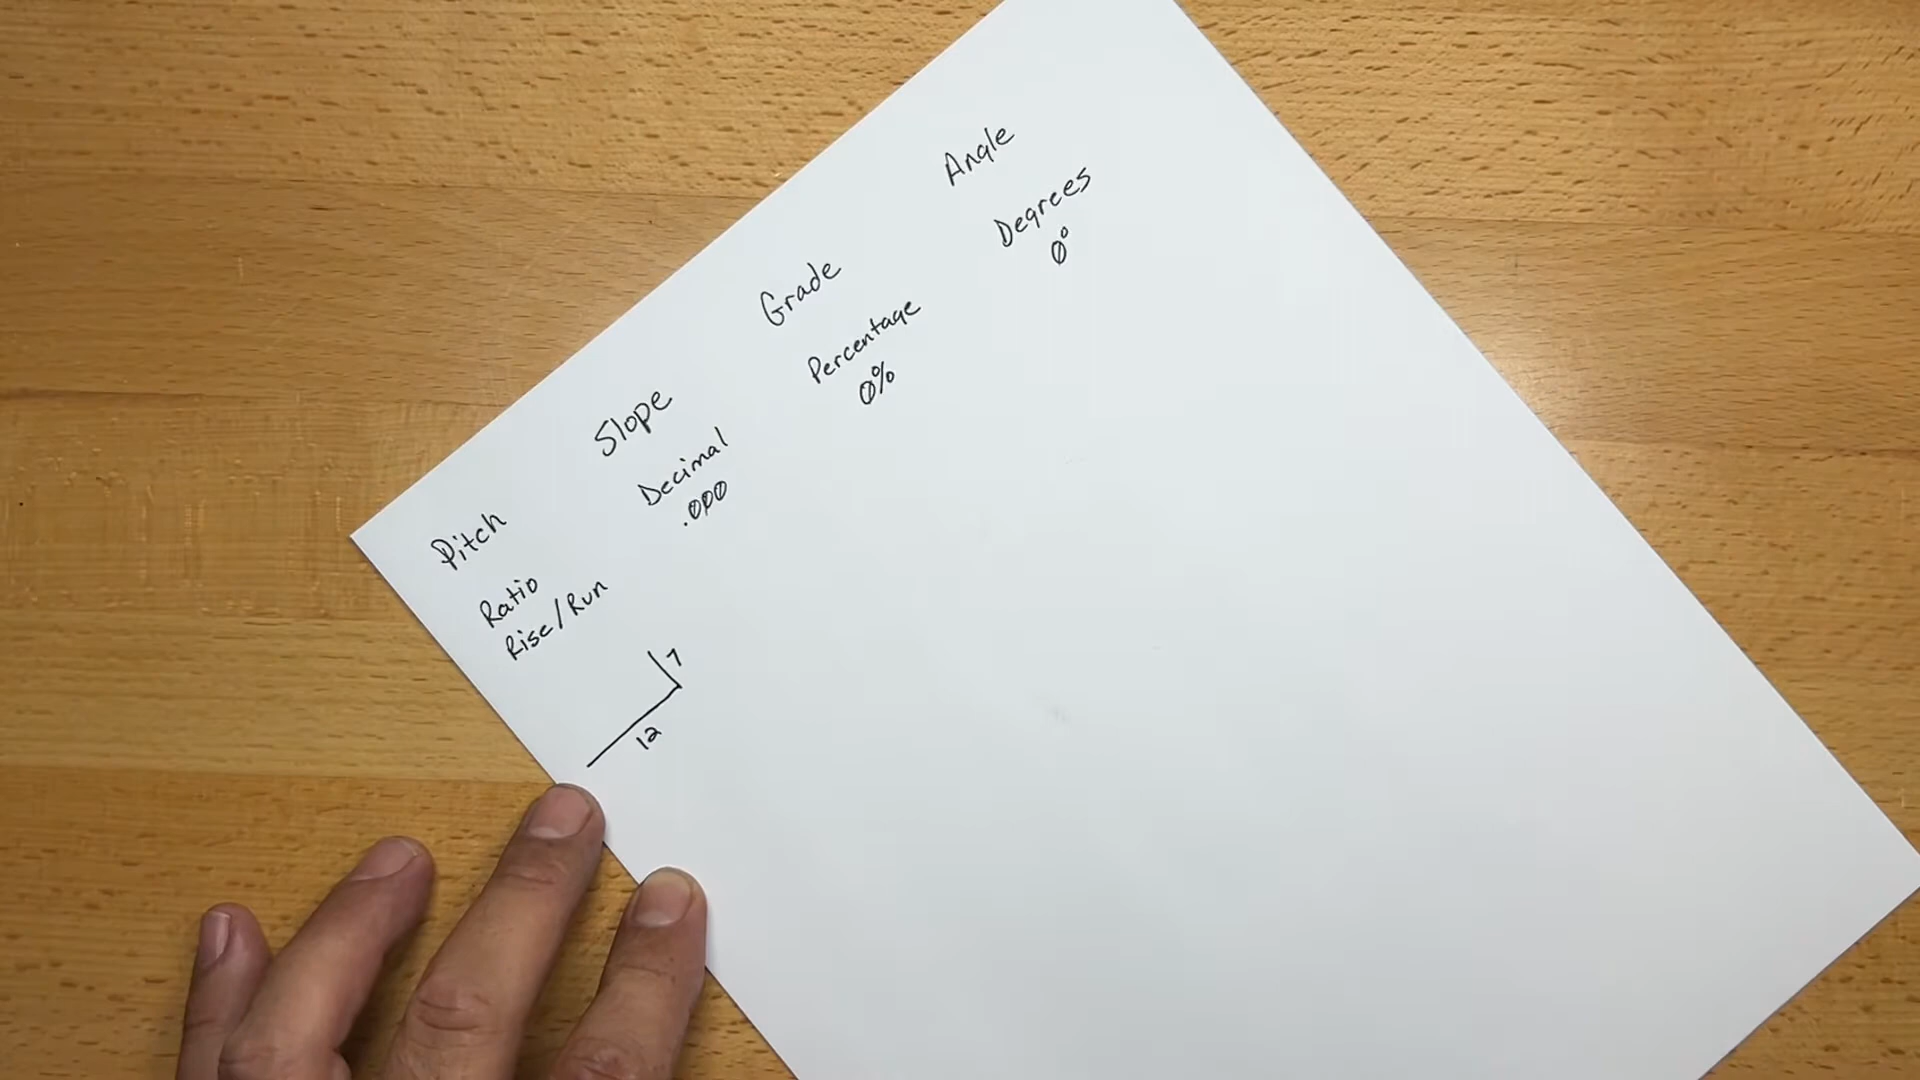 Pitch Slope Grade Angle
Ratio Decimal Percentage Degrees
Rise/Run .000 0% 0°
7
12